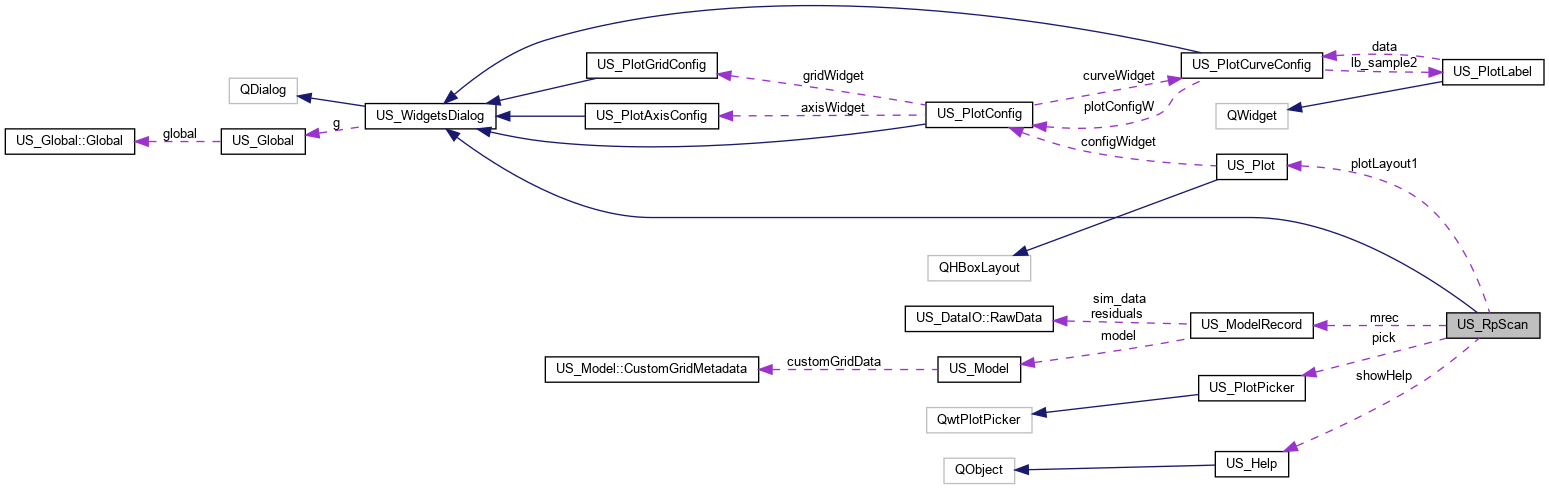 data
US_PlotGridConfig
US_PlotCurveConfig
lb_sample2
US_PlotLabel
gridWidget
curveWidget
QDialog
US_WidgetsDialog
US_PlotAxisConfig
axisWidget
US_PlotConfig
plotConfigW
QWidget
g
global
US_Global::Global
US_Global
configWidget
US_Plot
plotLayout1
QHBoxLayout
sim_data
residuals
US_DataIO::RawData
US_ModelRecord
mrec
US_RpScan
model
pick
customGridData
US_Model::CustomGridMetadata
US_Model
showHelp
US_PlotPicker
QwtPlotPicker
US_Help
QObject